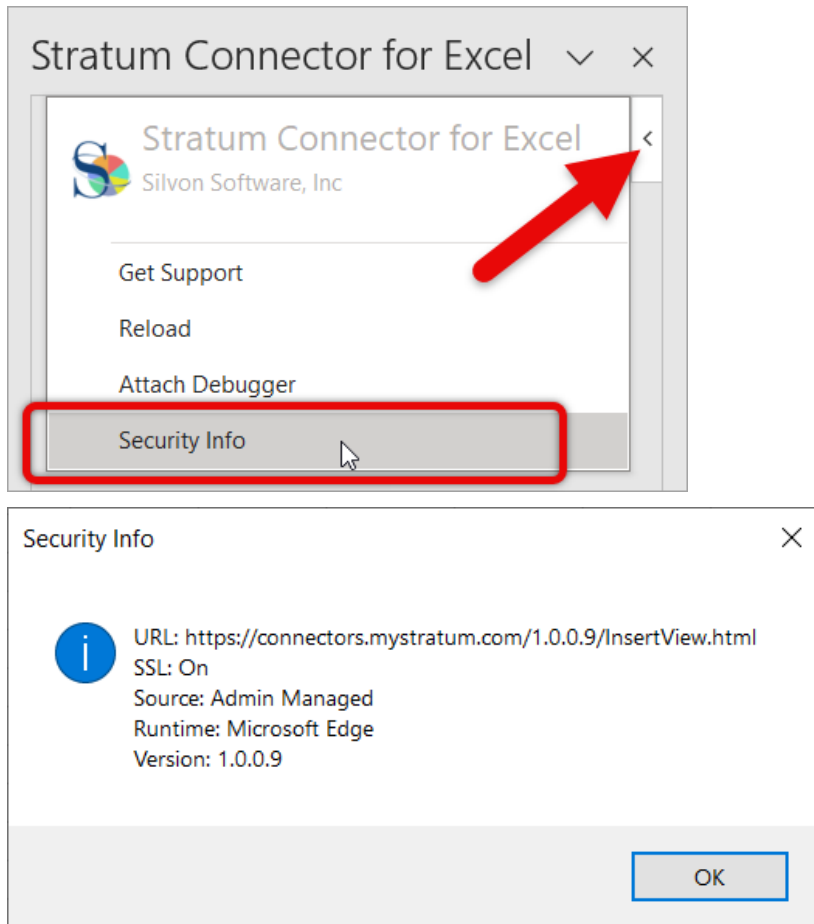 Stratum Connector for Excel
Stratum Connector for Excel
Silvon Software, Inc
Get Support
Reload
Attach Debugger
Security Info
Security Info
URL: https://connectors.mystratum.com/1.0.0.9/InsertView.html
SSL: On
Source: Admin Managed
Runtime: Microsoft Edge
Version: 1.0.0.9
OK